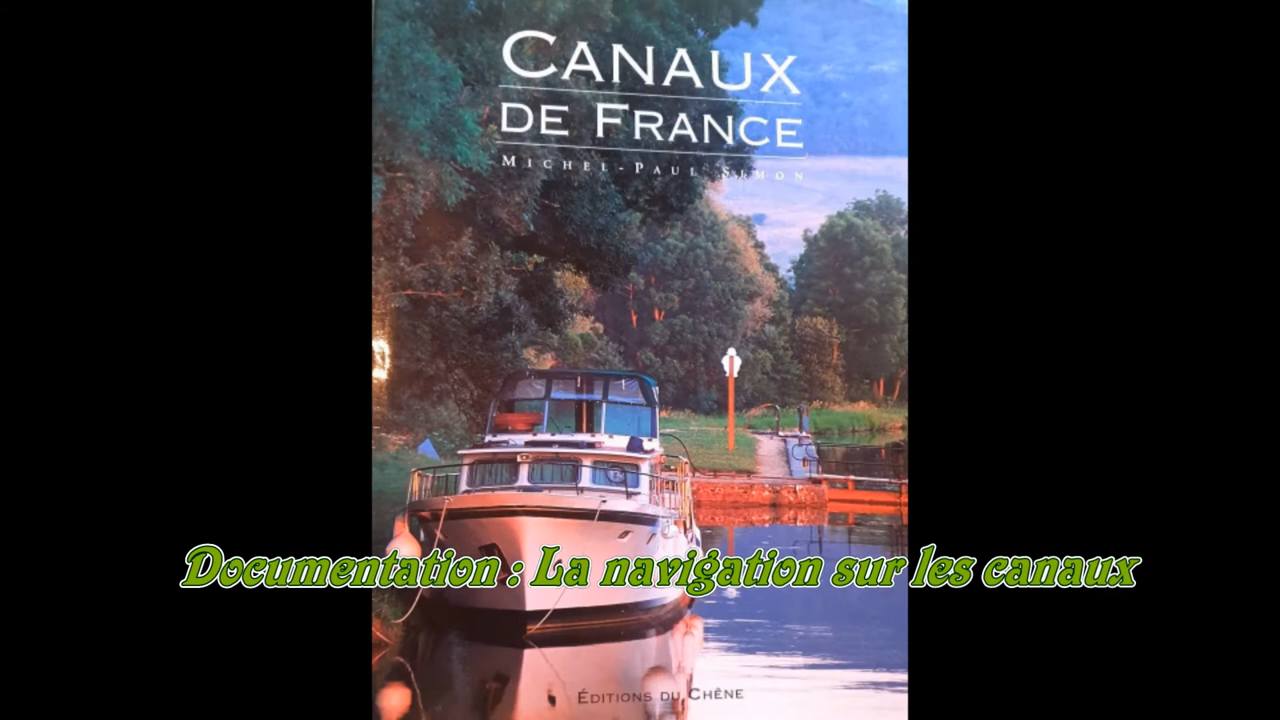 CANAUX
DE FRANCE
MICHEL-PAUL SIMON
Documentation : La navigation sur les canaux
ÉDITIONS DU CHÊNE